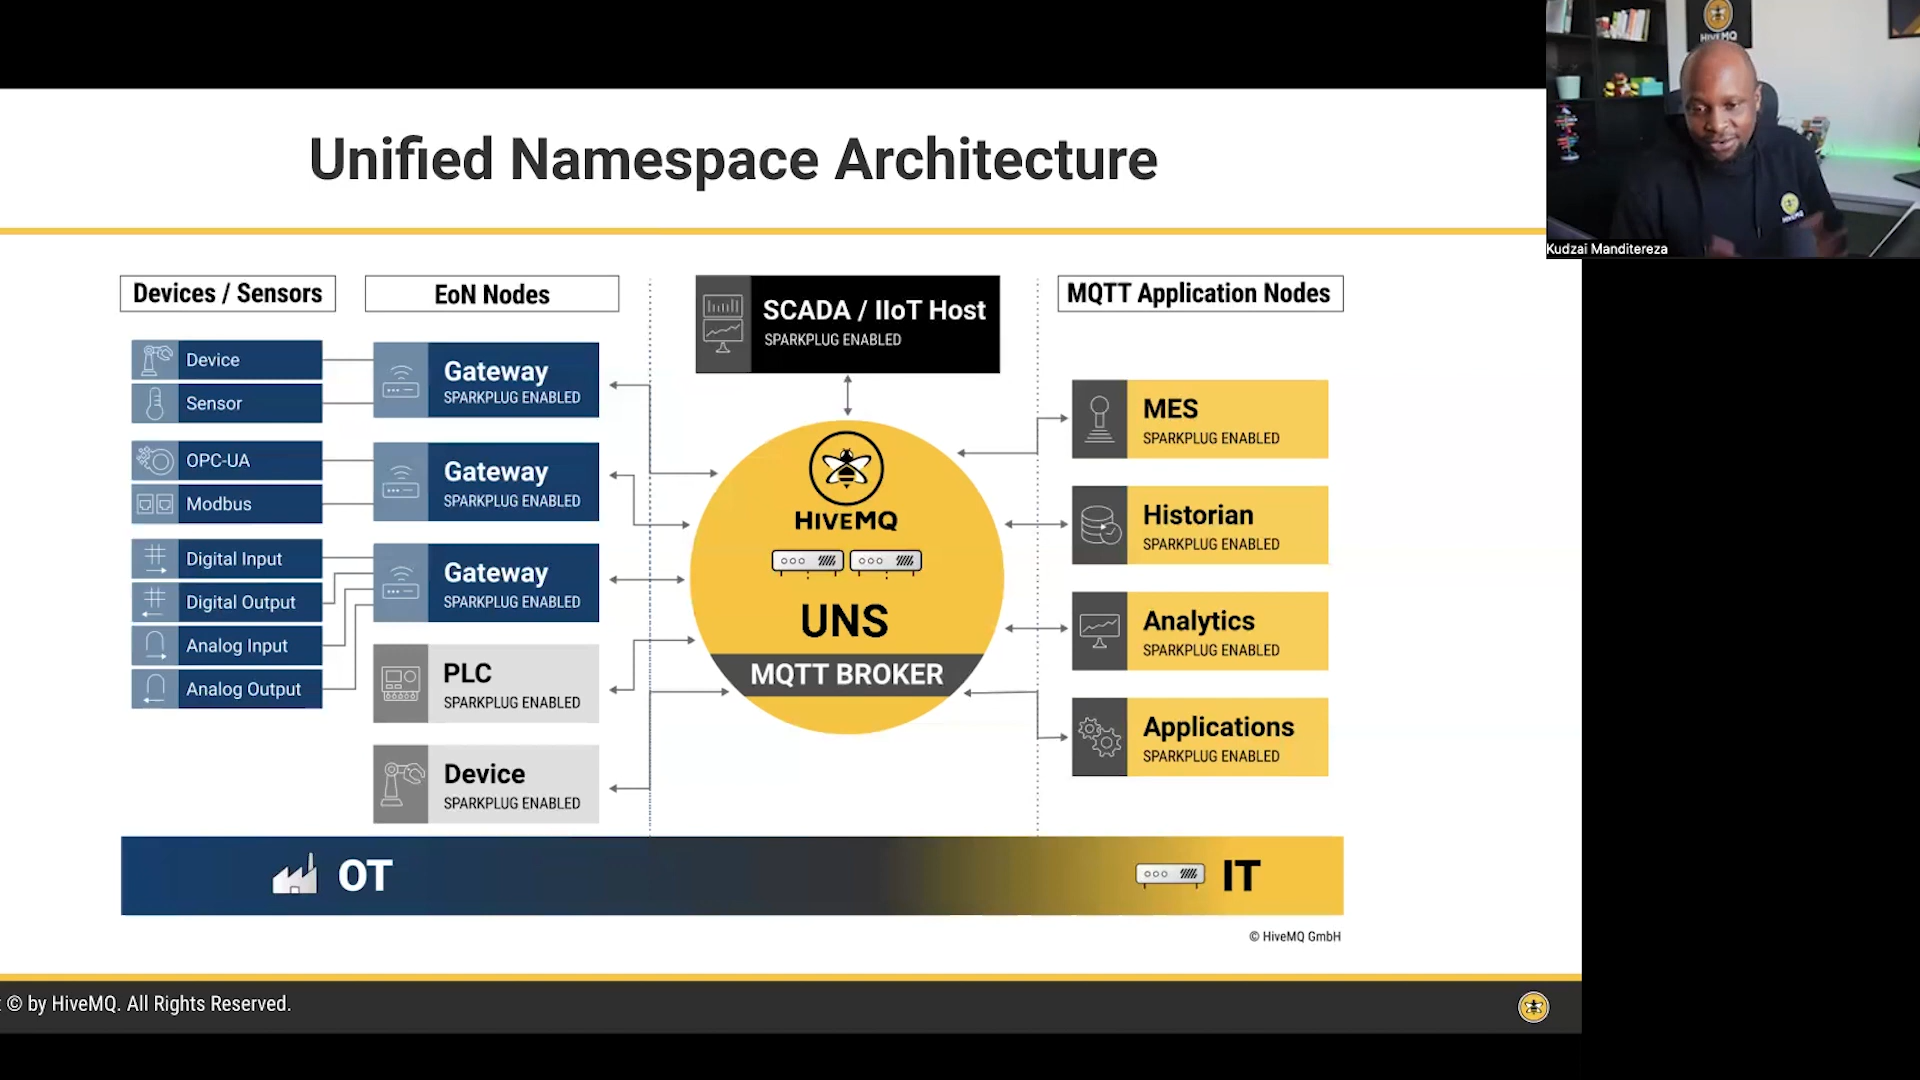 HIVEMQ
HIVEMQ
Kudzai Manditereza
Unified Namespace Architecture
Devices / Sensors
EoN Nodes
Device
Sensor
OPC-UA
Modbus
Digital Input
Digital Output
Analog Input
Analog Output
Gateway
SPARKPLUG ENABLED
Gateway
SPARKPLUG ENABLED
Gateway
SPARKPLUG ENABLED
PLC
SPARKPLUG ENABLED
Device
SPARKPLUG ENABLED
SCADA / IIoT Host
SPARKPLUG ENABLED
HIVEMQ
UNS
MQTT BROKER
MQTT Application Nodes
MES
SPARKPLUG ENABLED
Historian
SPARKPLUG ENABLED
Analytics
SPARKPLUG ENABLED
Applications
SPARKPLUG ENABLED
OT
IT
© HiveMQ GmbH
© by HiveMQ. All Rights Reserved.